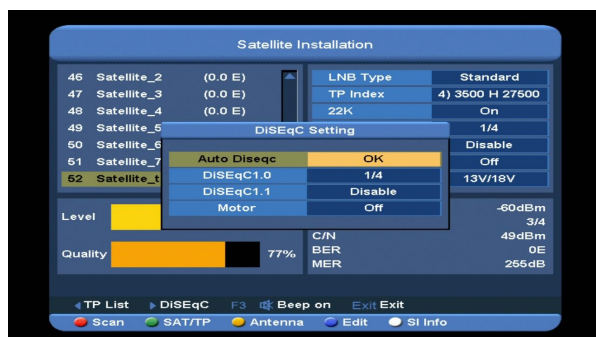 Satellite Installation
46 Satellite_2 (0.0 E)
47 Satellite_3 (0.0 E)
48 Satellite_4 (0.0 E)
49 Satellite_5
50 Satellite_6
51 Satellite_7
52 Satellite_t
LNB Type Standard
TP Index 4) 3500 H 27500
22K On
1/4
Disable
Off
13V/18V
DiSEqC Setting
Auto Diseqc OK
DiSEqC1.0 1/4
DiSEqC1.1 Disable
Motor Off
Level
Quality 77%
-60dBm
3/4
C/N 49dBm
BER 0E
MER 255dB
TP List DiSEqC F3 Beep on Exit Exit
Scan SAT/TP Antenna Edit SI Info